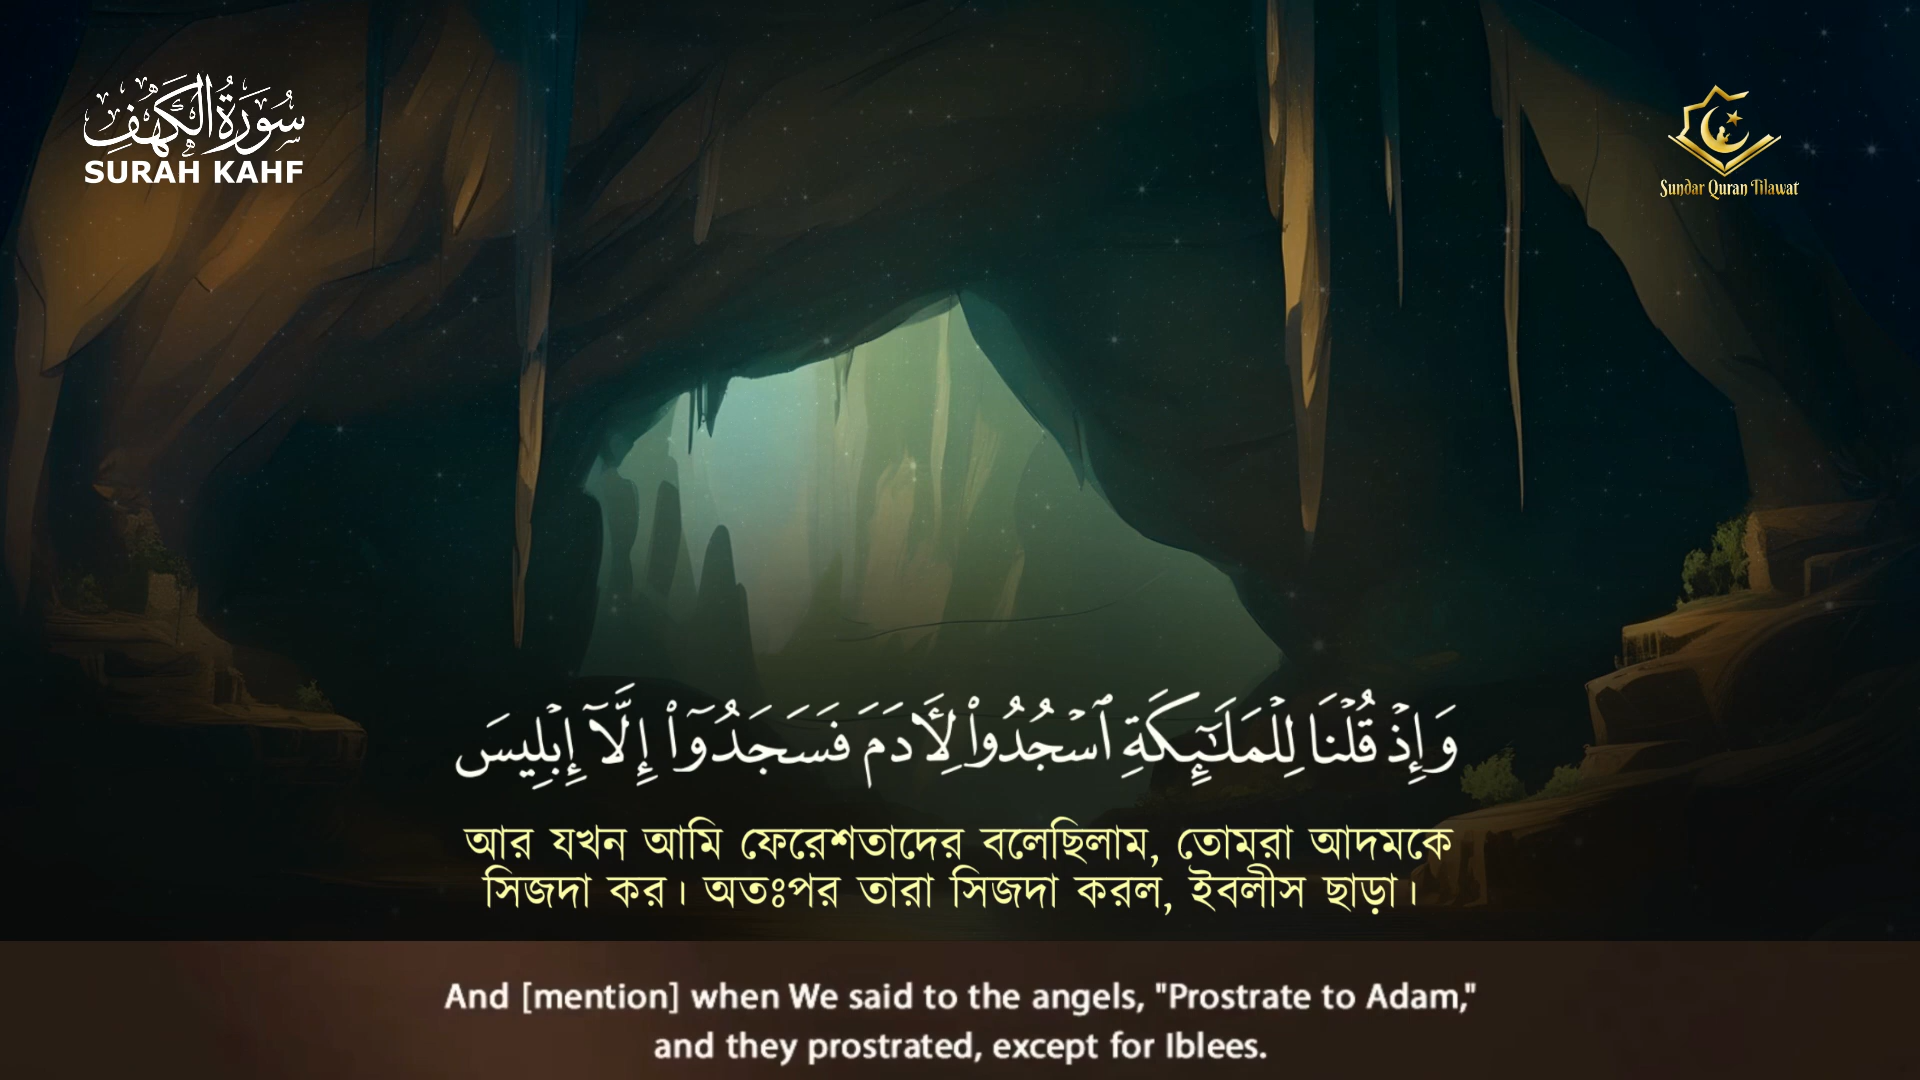 سُورَةُ الْكَهْفِ
SURAH KAHF
Sundar Quran Tilawat
وَإِذْ قُلْنَا لِلْمَلَـٰٓئِكَةِ ٱسْجُدُوا۟ لِـَٔادَمَ فَسَجَدُوٓا۟ إِلَّآ إِبْلِيسَ
আর যখন আমি ফেরেশতাদের বলেছিলাম, তোমরা আদমকে
সিজদা কর। অতঃপর তারা সিজদা করল, ইবলীস ছাড়া।
And [mention] when We said to the angels, "Prostrate to Adam,"
and they prostrated, except for Iblees.